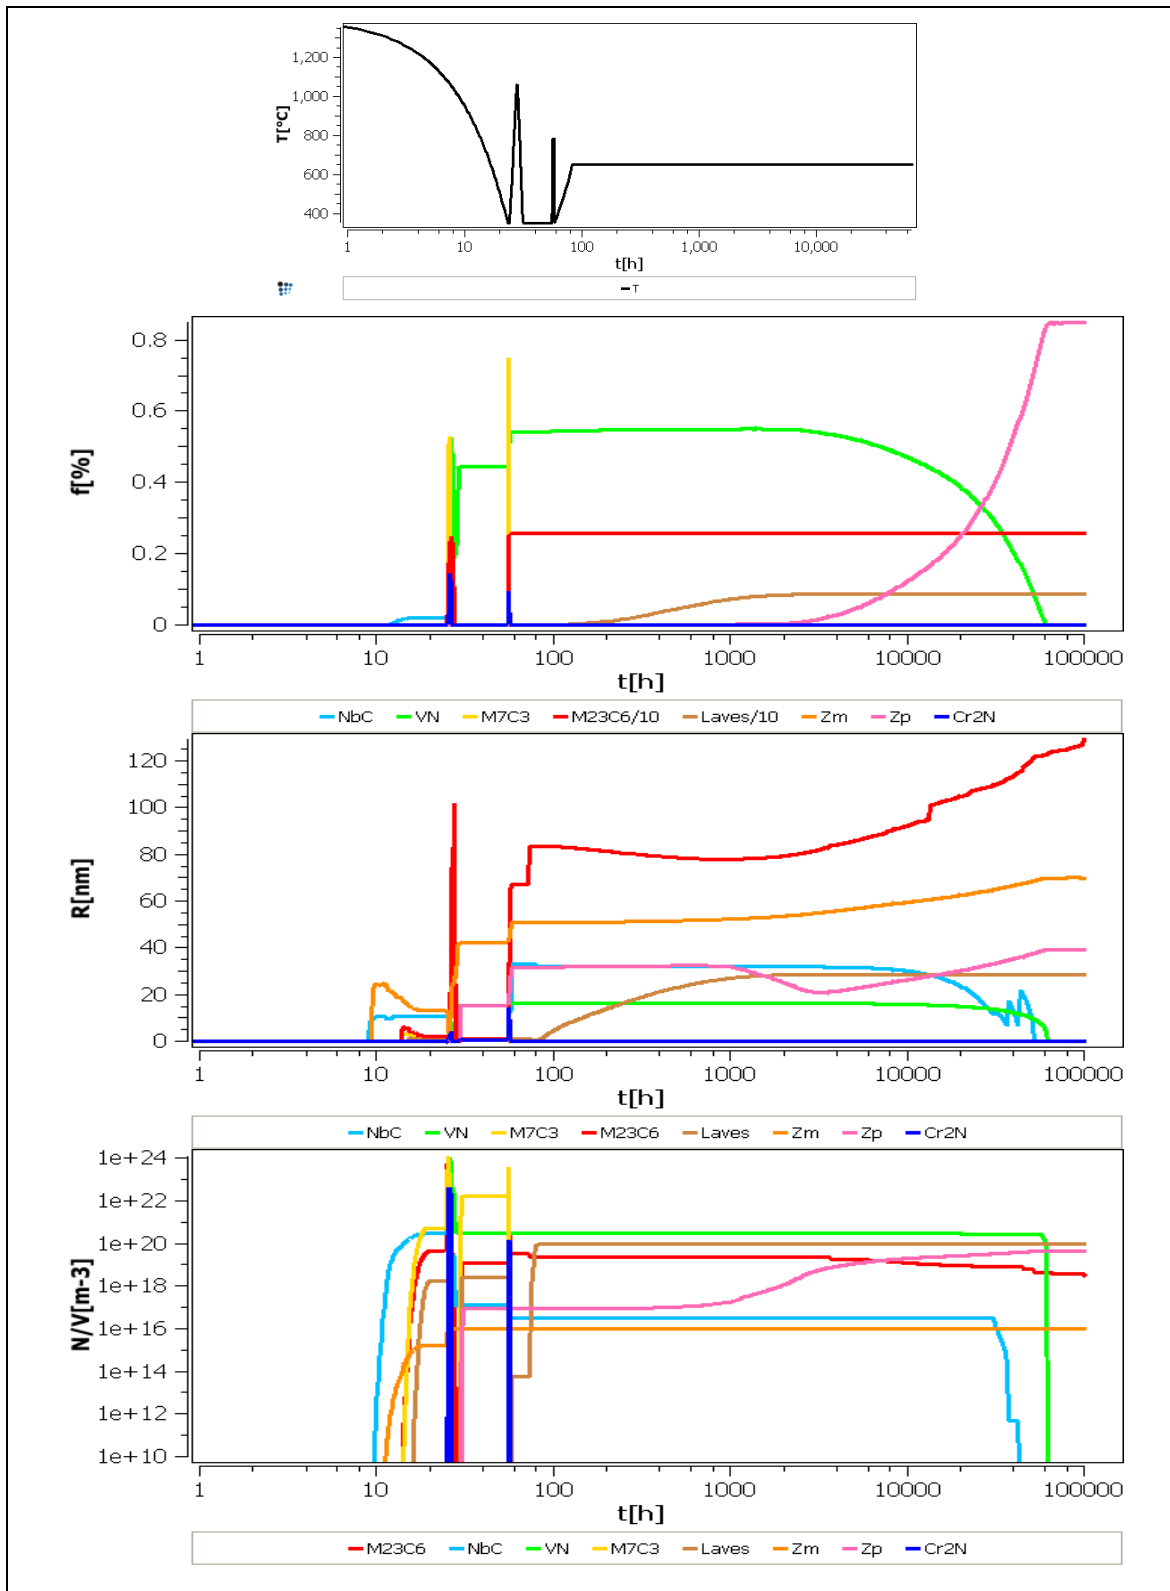 1,200
1,000
800
600
400
T[°C]
1 10 100 1,000 10,000
t[h]
T
0.8
0.6
0.4
0.2
0
f[%]
1 10 100 1000 10000 100000
t[h]
NbC VN M7C3 M23C6/10 Laves/10 Zm Zp Cr2N
120
100
80
60
40
20
0
R[nm]
1 10 100 1000 10000 100000
t[h]
NbC VN M7C3 M23C6 Laves Zm Zp Cr2N
1e+24
1e+22
1e+20
1e+18
1e+16
1e+14
1e+12
1e+10
N/V[m-3]
1 10 100 1000 10000 100000
t[h]
M23C6 NbC VN M7C3 Laves Zm Zp Cr2N